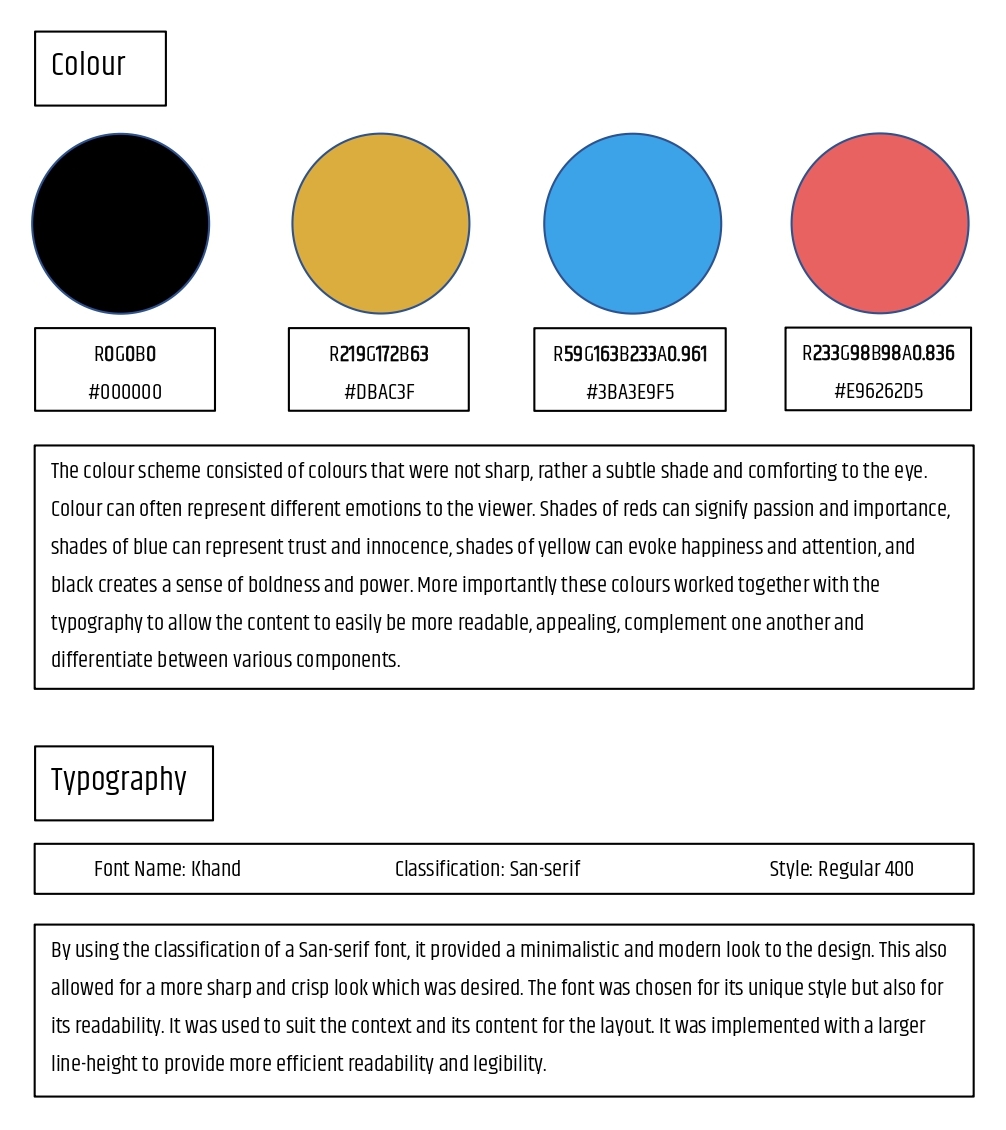 Colour
R0G0B0
#000000
R219G172B63
#DBAC3F
R59G163B233A0.961
#3BA3E9F5
R233G98B98A0.836
#E96262D5
The colour scheme consisted of colours that were not sharp, rather a subtle shade and comforting to the eye.
Colour can often represent different emotions to the viewer. Shades of reds can signify passion and importance,
shades of blue can represent trust and innocence, shades of yellow can evoke happiness and attention, and
black creates a sense of boldness and power. More importantly these colours worked together with the
typography to allow the content to easily be more readable, appealing, complement one another and
differentiate between various components.
Typography
Font Name: Khand Classification: San-serif Style: Regular 400
By using the classification of a San-serif font, it provided a minimalistic and modern look to the design. This also
allowed for a more sharp and crisp look which was desired. The font was chosen for its unique style but also for
its readability. It was used to suit the context and its content for the layout. It was implemented with a larger
line-height to provide more efficient readability and legibility.